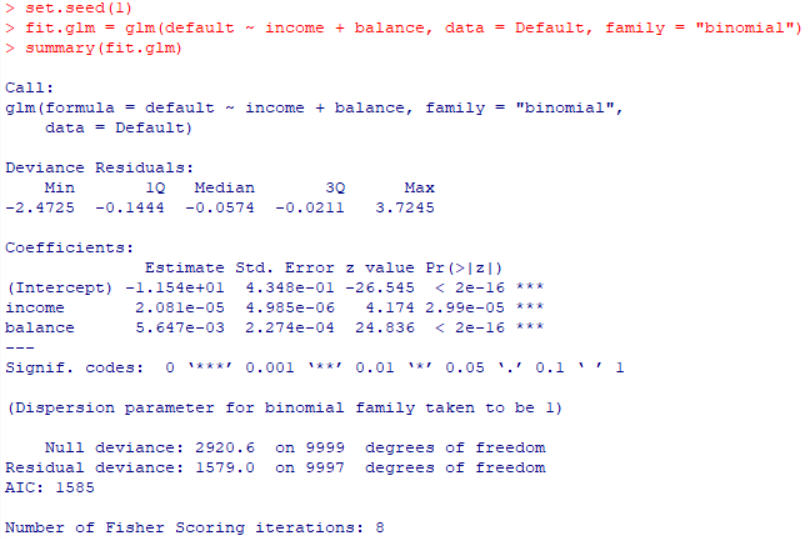 > set.seed(1)
> fit.glm = glm(default ~ income + balance, data = Default, family = "binomial")
> summary(fit.glm)
Call:
glm(formula = default ~ income + balance, family = "binomial",
    data = Default)
Deviance Residuals:
    Min       1Q   Median       3Q      Max
-2.4725  -0.1444  -0.0574  -0.0211   3.7245
Coefficients:
              Estimate Std. Error z value Pr(>|z|)
(Intercept) -1.154e+01  4.348e-01 -26.545  < 2e-16 ***
income       2.081e-05  4.985e-06   4.174 2.99e-05 ***
balance      5.647e-03  2.274e-04  24.836  < 2e-16 ***
---
Signif. codes:  0 ‘***’ 0.001 ‘**’ 0.01 ‘*’ 0.05 ‘.’ 0.1 ‘ ’ 1
(Dispersion parameter for binomial family taken to be 1)
    Null deviance: 2920.6  on 9999  degrees of freedom
Residual deviance: 1579.0  on 9997  degrees of freedom
AIC: 1585
Number of Fisher Scoring iterations: 8